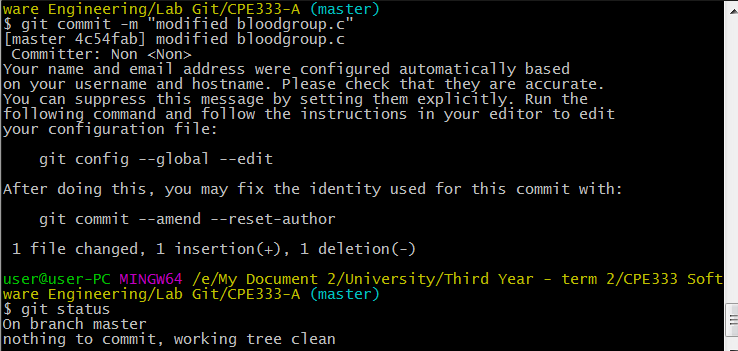 ware Engineering/Lab Git/CPE333-A (master)
$ git commit -m "modified bloodgroup.c"
[master 4c54fab] modified bloodgroup.c
 Committer: Non <Non>
Your name and email address were configured automatically based
on your username and hostname. Please check that they are accurate.
You can suppress this message by setting them explicitly. Run the
following command and follow the instructions in your editor to edit
your configuration file:
    git config --global --edit
After doing this, you may fix the identity used for this commit with:
    git commit --amend --reset-author
 1 file changed, 1 insertion(+), 1 deletion(-)
user@user-PC MINGW64 /e/My Document 2/University/Third Year - term 2/CPE333 Soft
ware Engineering/Lab Git/CPE333-A (master)
$ git status
On branch master
nothing to commit, working tree clean